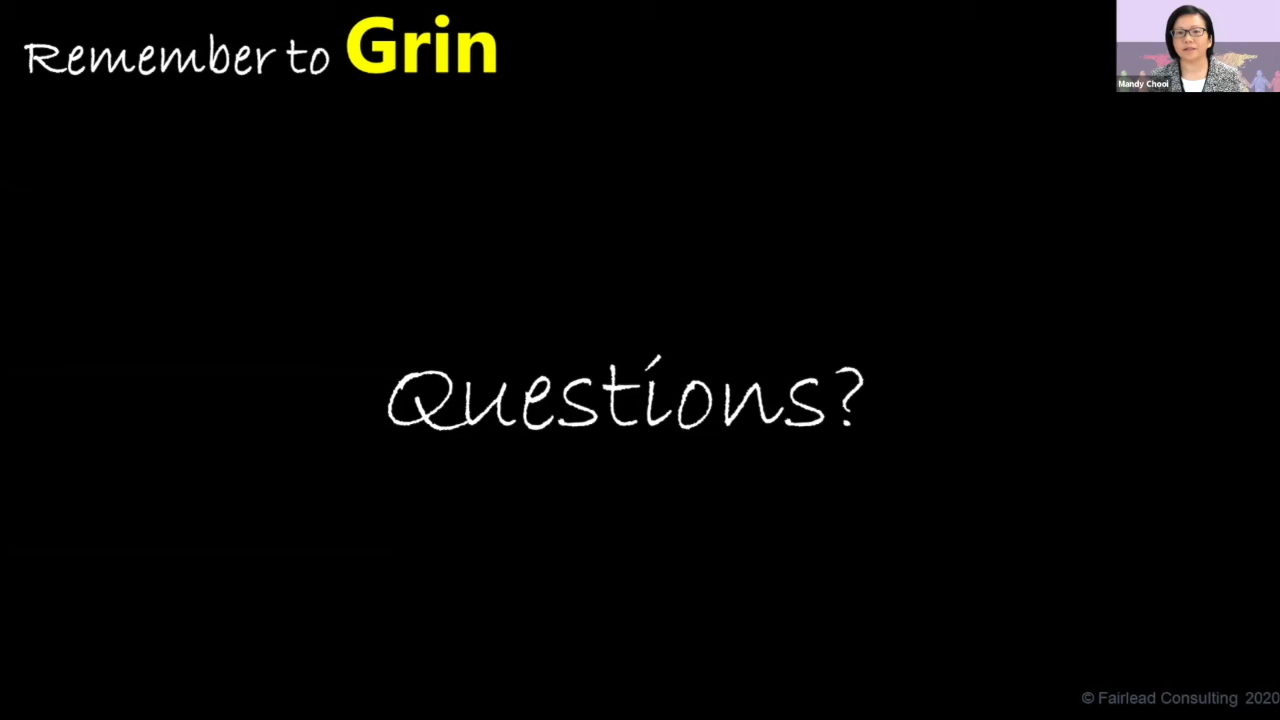 Remember to Grin
Mandy Chooi
Questions?
© Fairlead Consulting 2020